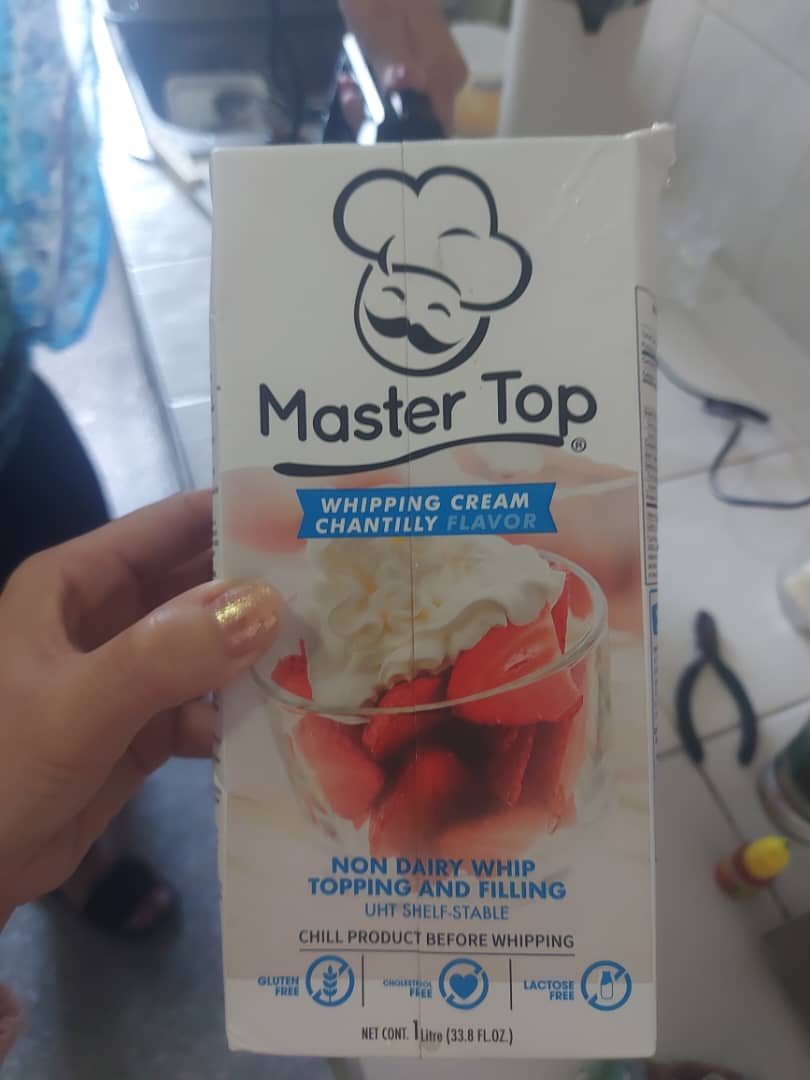 Master Top
®
WHIPPING CREAM
CHANTILLY FLAVOR
NON DAIRY WHIP
TOPPING AND FILLING
UHT SHELF-STABLE
CHILL PRODUCT BEFORE WHIPPING
GLUTEN
FREE
CHOLESTEROL
FREE
LACTOSE
FREE
NET CONT. 1 Litre (33.8 FL.OZ.)